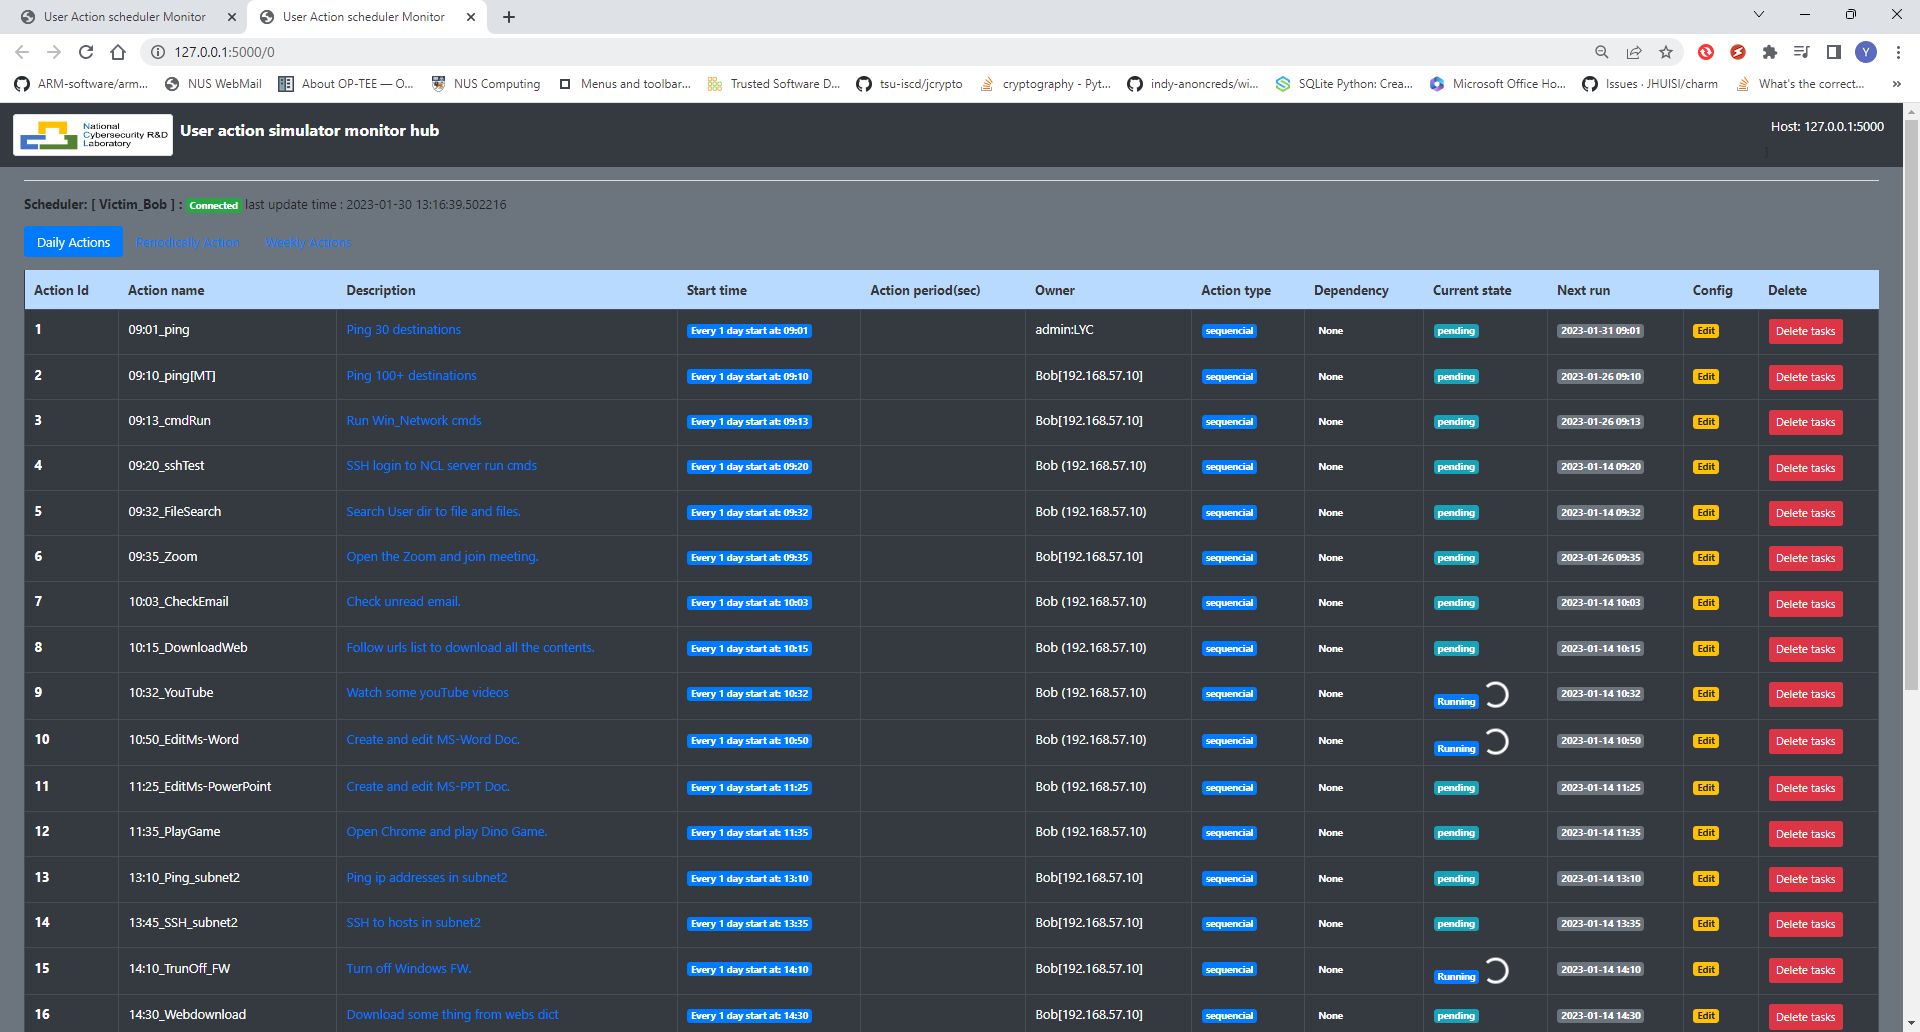 User Action scheduler Monitor
User Action scheduler Monitor
127.0.0.1:5000/0
Y
ARM-software/arm...
NUS WebMail
About OP-TEE — O...
NUS Computing
Menus and toolbar...
Trusted Software D...
tsu-iscd/jcrypto
cryptography - Pyt...
indy-anoncreds/wi...
SQLite Python: Crea...
Microsoft Office Ho...
Issues · JHUISI/charm
What's the correct...
»
National
Cybersecurity R&D
Laboratory
User action simulator monitor hub
Host: 127.0.0.1:5000
Scheduler: [ Victim_Bob ] : Connected last update time : 2023-01-30 13:16:39.502216
Daily Actions Periodically Action Weekly Actions
Action Id Action name Description Start time Action period(sec) Owner Action type Dependency Current state Next run Config Delete
1 09:01_ping Ping 30 destinations Every 1 day start at: 09:01 admin:LYC sequencial None pending 2023-01-31 09:01 Edit Delete tasks
2 09:10_ping[MT] Ping 100+ destinations Every 1 day start at: 09:10 Bob[192.168.57.10] sequencial None pending 2023-01-26 09:10 Edit Delete tasks
3 09:13_cmdRun Run Win_Network cmds Every 1 day start at: 09:13 Bob[192.168.57.10] sequencial None pending 2023-01-26 09:13 Edit Delete tasks
4 09:20_sshTest SSH login to NCL server run cmds Every 1 day start at: 09:20 Bob (192.168.57.10) sequencial None pending 2023-01-14 09:20 Edit Delete tasks
5 09:32_FileSearch Search User dir to file and files. Every 1 day start at: 09:32 Bob (192.168.57.10) sequencial None pending 2023-01-14 09:32 Edit Delete tasks
6 09:35_Zoom Open the Zoom and join meeting. Every 1 day start at: 09:35 Bob[192.168.57.10] sequencial None pending 2023-01-26 09:35 Edit Delete tasks
7 10:03_CheckEmail Check unread email. Every 1 day start at: 10:03 Bob (192.168.57.10) sequencial None pending 2023-01-14 10:03 Edit Delete tasks
8 10:15_DownloadWeb Follow urls list to download all the contents. Every 1 day start at: 10:15 Bob (192.168.57.10) sequencial None pending 2023-01-14 10:15 Edit Delete tasks
9 10:32_YouTube Watch some youTube videos Every 1 day start at: 10:32 Bob (192.168.57.10) sequencial None Running 2023-01-14 10:32 Edit Delete tasks
10 10:50_EditMs-Word Create and edit MS-Word Doc. Every 1 day start at: 10:50 Bob (192.168.57.10) sequencial None Running 2023-01-14 10:50 Edit Delete tasks
11 11:25_EditMs-PowerPoint Create and edit MS-PPT Doc. Every 1 day start at: 11:25 Bob (192.168.57.10) sequencial None pending 2023-01-14 11:25 Edit Delete tasks
12 11:35_PlayGame Open Chrome and play Dino Game. Every 1 day start at: 11:35 Bob (192.168.57.10) sequencial None pending 2023-01-14 11:35 Edit Delete tasks
13 13:10_Ping_subnet2 Ping ip addresses in subnet2 Every 1 day start at: 13:10 Bob[192.168.57.10] sequencial None pending 2023-01-14 13:10 Edit Delete tasks
14 13:45_SSH_subnet2 SSH to hosts in subnet2 Every 1 day start at: 13:35 Bob[192.168.57.10] sequencial None pending 2023-01-14 13:35 Edit Delete tasks
15 14:10_TrunOff_FW Turn off Windows FW. Every 1 day start at: 14:10 Bob[192.168.57.10] sequencial None Running 2023-01-14 14:10 Edit Delete tasks
16 14:30_Webdownload Download some thing from webs dict Every 1 day start at: 14:30 Bob[192.168.57.10] sequencial None pending 2023-01-14 14:30 Edit Delete tasks